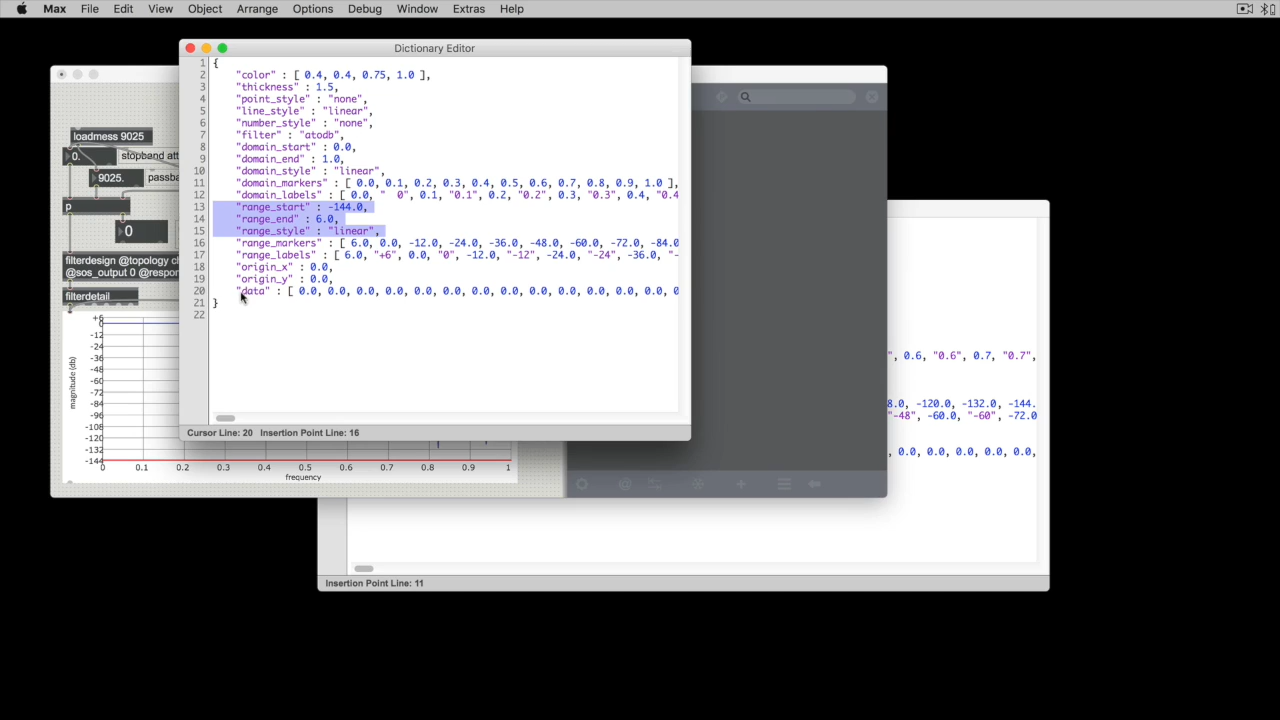 Max File Edit View Object Arrange Options Debug Window Extras Help
Dictionary Editor
1 {
2 "color" : [ 0.4, 0.4, 0.75, 1.0 ],
3 "thickness" : 1.5,
4 "point_style" : "none",
5 "line_style" : "linear",
6 "number_style" : "none",
7 "filter" : "atodb",
8 "domain_start" : 0.0,
9 "domain_end" : 1.0,
10 "domain_style" : "linear",
11 "domain_markers" : [ 0.0, 0.1, 0.2, 0.3, 0.4, 0.5, 0.6, 0.7, 0.8, 0.9, 1.0 ],
12 "domain_labels" : [ 0.0, "  0", 0.1, "0.1", 0.2, "0.2", 0.3, "0.3", 0.4, "0.4
13 "range_start" : -144.0,
14 "range_end" : 6.0,
15 "range_style" : "linear",
16 "range_markers" : [ 6.0, 0.0, -12.0, -24.0, -36.0, -48.0, -60.0, -72.0, -84.0
17 "range_labels" : [ 6.0, "+6", 0.0, "0", -12.0, "-12", -24.0, "-24", -36.0, "-
18 "origin_x" : 0.0,
19 "origin_y" : 0.0,
20 "data" : [ 0.0, 0.0, 0.0, 0.0, 0.0, 0.0, 0.0, 0.0, 0.0, 0.0, 0.0, 0.0, 0.0, 0
21 }
22
Cursor Line: 20 Insertion Point Line: 16
loadmess 9025
0.
stopband att
9025.
passba
p
0
filterdesign @topology ch
@sos_output 0 @respon
filterdetail
+6
0
-12
-24
-36
-48
-60
-72
-84
-96
-108
-120
-132
-144
magnitude (db)
0 0.1 0.2 0.3 0.4 0.5 0.6 0.7 0.8 0.9 1
frequency
", 0.6, "0.6", 0.7, "0.7",
8.0, -120.0, -132.0, -144.
"-48", -60.0, "-60", -72.0
, 0.0, 0.0, 0.0, 0.0, 0.0,
Insertion Point Line: 11